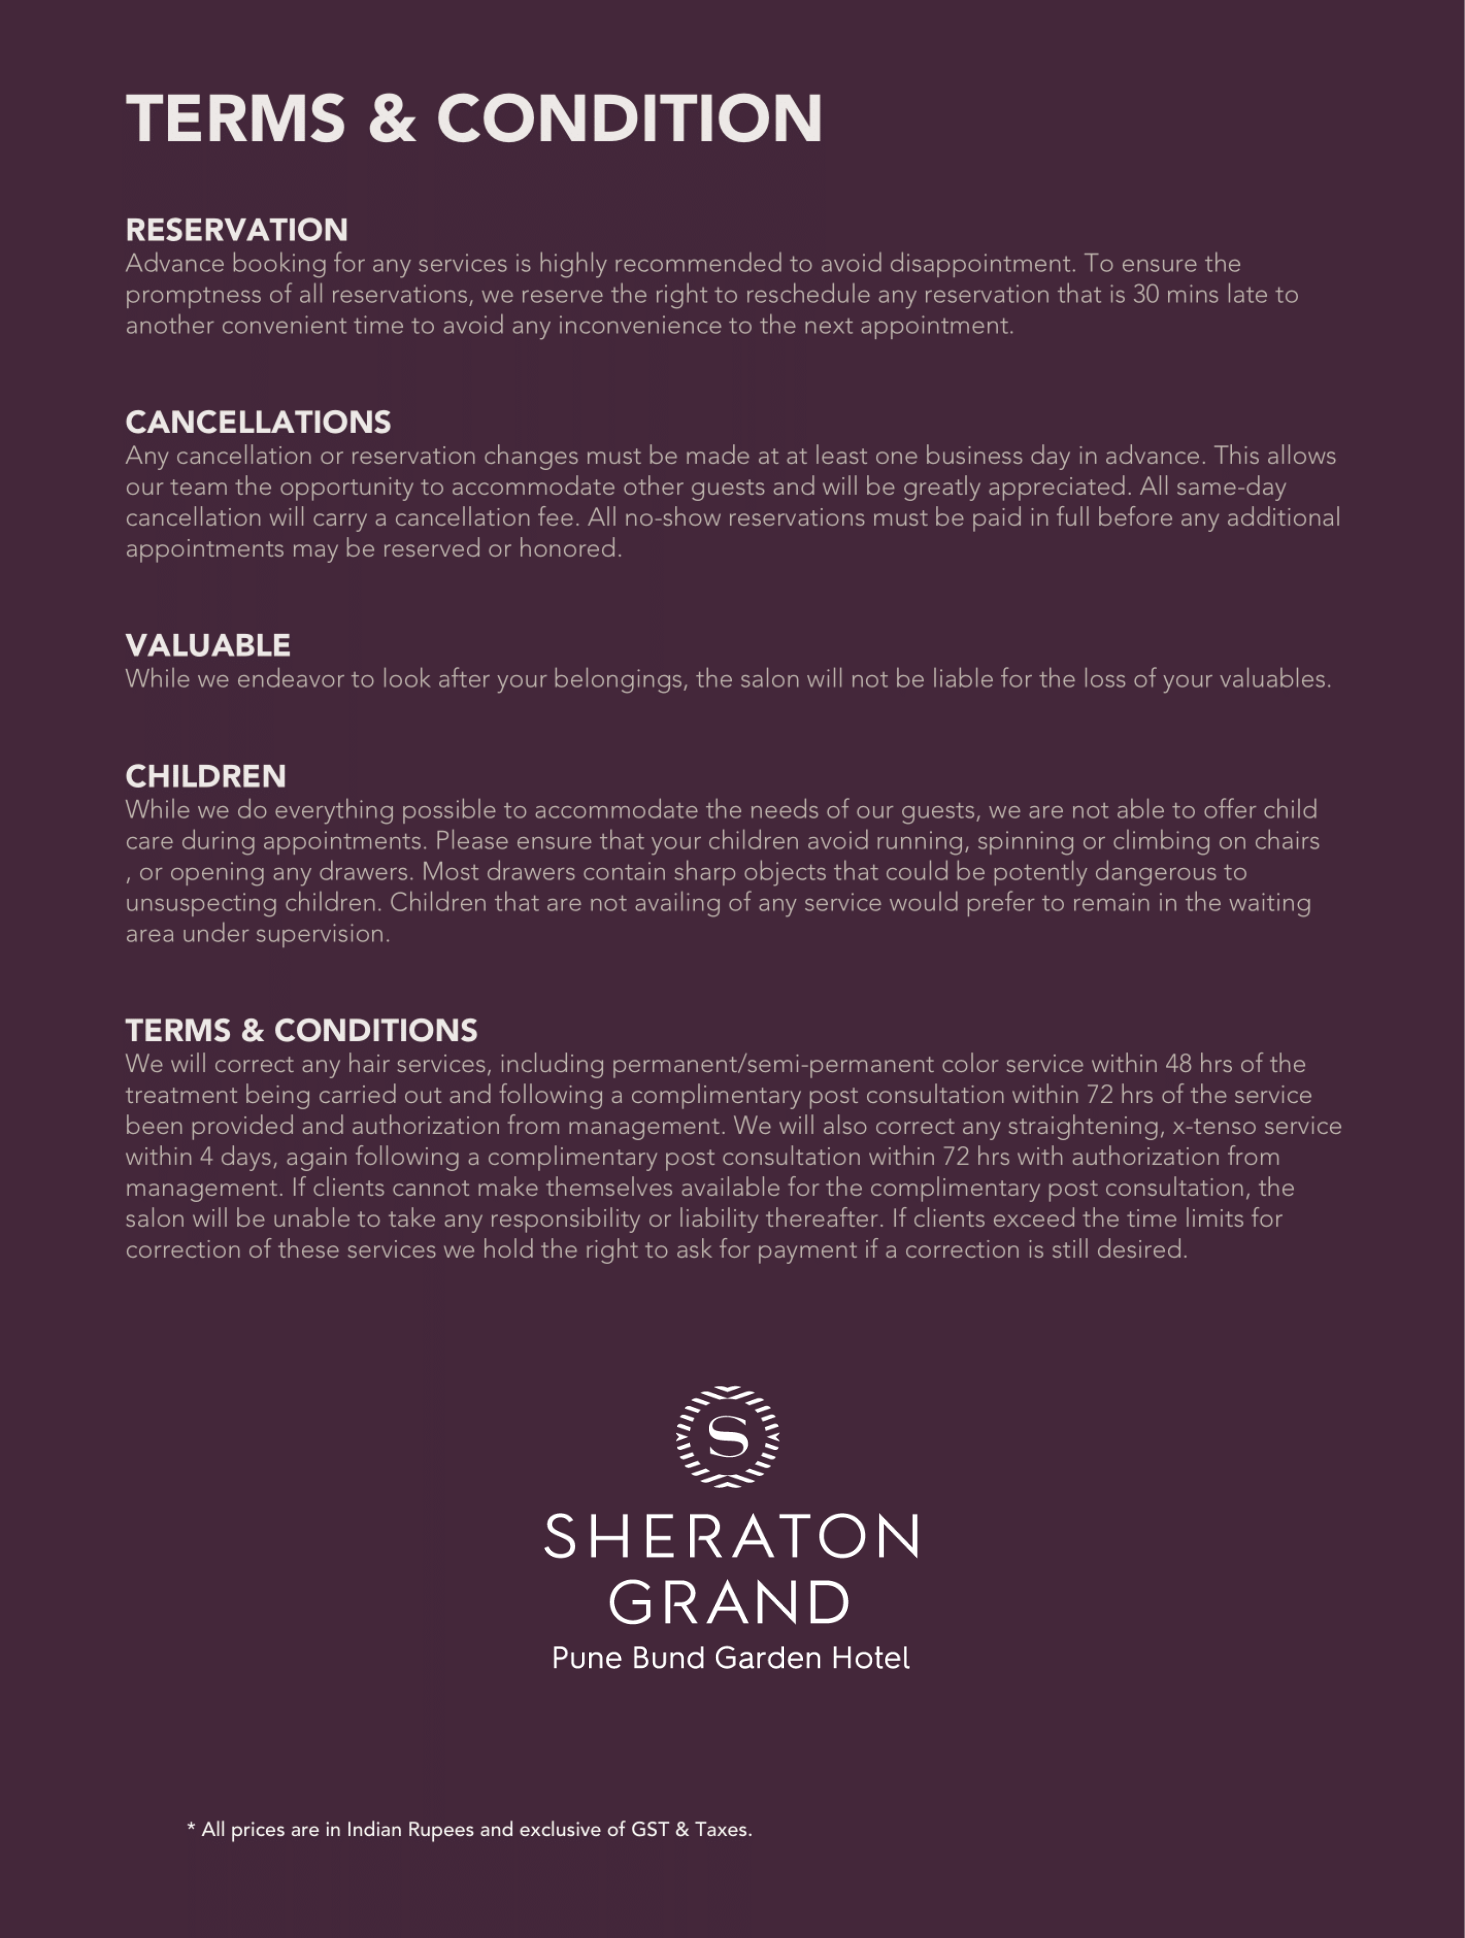 TERMS & CONDITION
RESERVATION
Advance booking for any services is highly recommended to avoid disappointment. To ensure the
promptness of all reservations, we reserve the right to reschedule any reservation that is 30 mins late to
another convenient time to avoid any inconvenience to the next appointment.
CANCELLATIONS
Any cancellation or reservation changes must be made at at least one business day in advance. This allows
our team the opportunity to accommodate other guests and will be greatly appreciated. All same-day
cancellation will carry a cancellation fee. All no-show reservations must be paid in full before any additional
appointments may be reserved or honored.
VALUABLE
While we endeavor to look after your belongings, the salon will not be liable for the loss of your valuables.
CHILDREN
While we do everything possible to accommodate the needs of our guests, we are not able to offer child
care during appointments. Please ensure that your children avoid running, spinning or climbing on chairs
, or opening any drawers. Most drawers contain sharp objects that could be potently dangerous to
unsuspecting children. Children that are not availing of any service would prefer to remain in the waiting
area under supervision.
TERMS & CONDITIONS
We will correct any hair services, including permanent/semi-permanent color service within 48 hrs of the
treatment being carried out and following a complimentary post consultation within 72 hrs of the service
been provided and authorization from management. We will also correct any straightening, x-tenso service
within 4 days, again following a complimentary post consultation within 72 hrs with authorization from
management. If clients cannot make themselves available for the complimentary post consultation, the
salon will be unable to take any responsibility or liability thereafter. If clients exceed the time limits for
correction of these services we hold the right to ask for payment if a correction is still desired.
S
SHERATON
GRAND
Pune Bund Garden Hotel
* All prices are in Indian Rupees and exclusive of GST & Taxes.